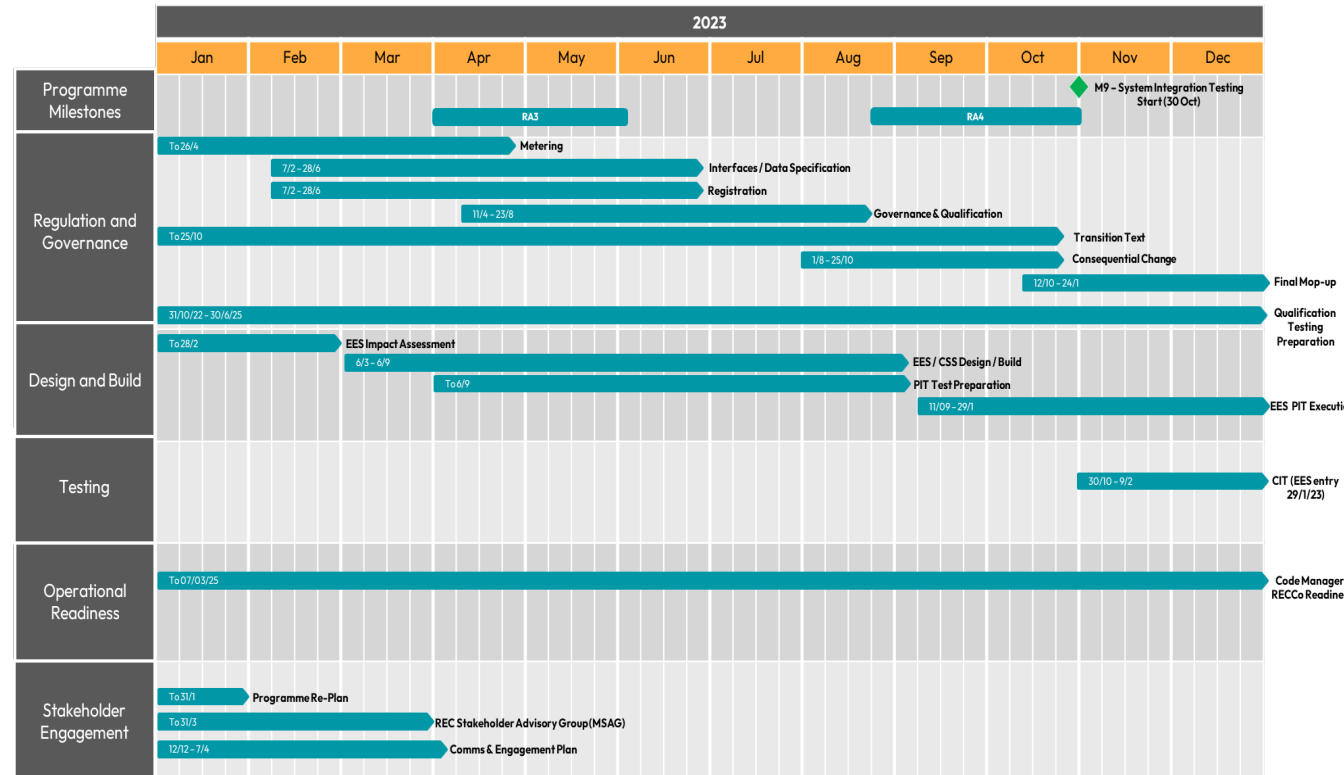 2023
Jan Feb Mar Apr May Jun Jul Aug Sep Oct Nov Dec
Programme
Milestones
M9 – System Integration Testing
Start (30 Oct)
RA3
RA4
Regulation and
Governance
To 26/4
Metering
7/2 – 28/6
Interfaces / Data Specification
7/2 – 28/6
Registration
11/4 – 23/8
Governance & Qualification
To 25/10
Transition Text
1/8 – 25/10
Consequential Change
12/10 – 24/1
Final Mop-up
31/10/22 – 30/6/25
Qualification
Testing
Preparation
Design and Build
To 28/2
EES Impact Assessment
6/3 – 6/9
EES / CSS Design / Build
To 6/9
PIT Test Preparation
11/09 – 29/1
EES PIT Executi
Testing
30/10 – 9/2
CIT (EES entry
29/1/23)
Operational
Readiness
To 07/03/25
Code Manager
RECCo Readine
Stakeholder
Engagement
To 31/1
Programme Re-Plan
To 31/3
REC Stakeholder Advisory Group (MSAG)
12/12 – 7/4
Comms & Engagement Plan